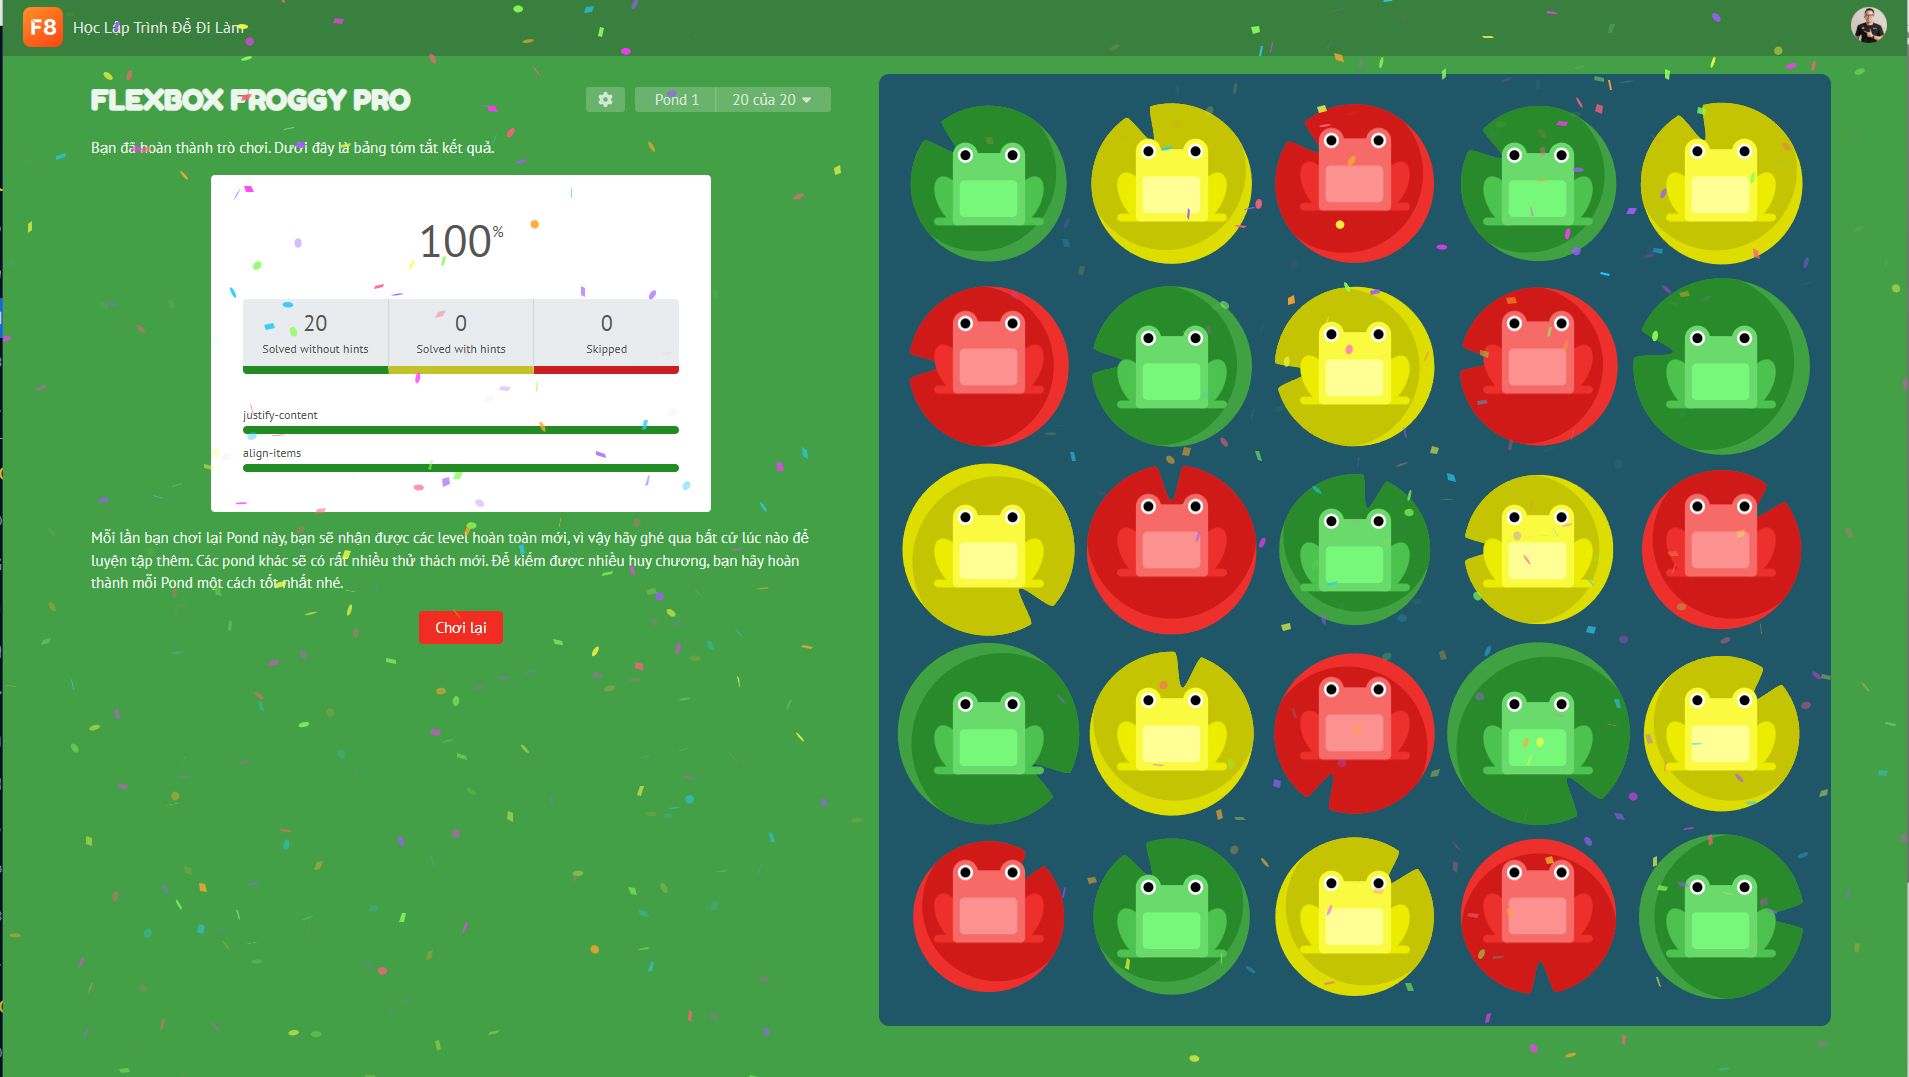 F8 Học Lập Trình Để Đi Làm
FLEXBOX FROGGY PRO
Pond 1 20 của 20
Bạn đã hoàn thành trò chơi. Dưới đây là bảng tóm tắt kết quả.
100%
20 0 0
Solved without hints Solved with hints Skipped
justify-content
align-items
Mỗi lần bạn chơi lại Pond này, bạn sẽ nhận được các level hoàn toàn mới, vì vậy hãy ghé qua bất cứ lúc nào để
luyện tập thêm. Các pond khác sẽ có rất nhiều thử thách mới. Để kiếm được nhiều huy chương, bạn hãy hoàn
thành mỗi Pond một cách tốt nhất nhé.
Chơi lại